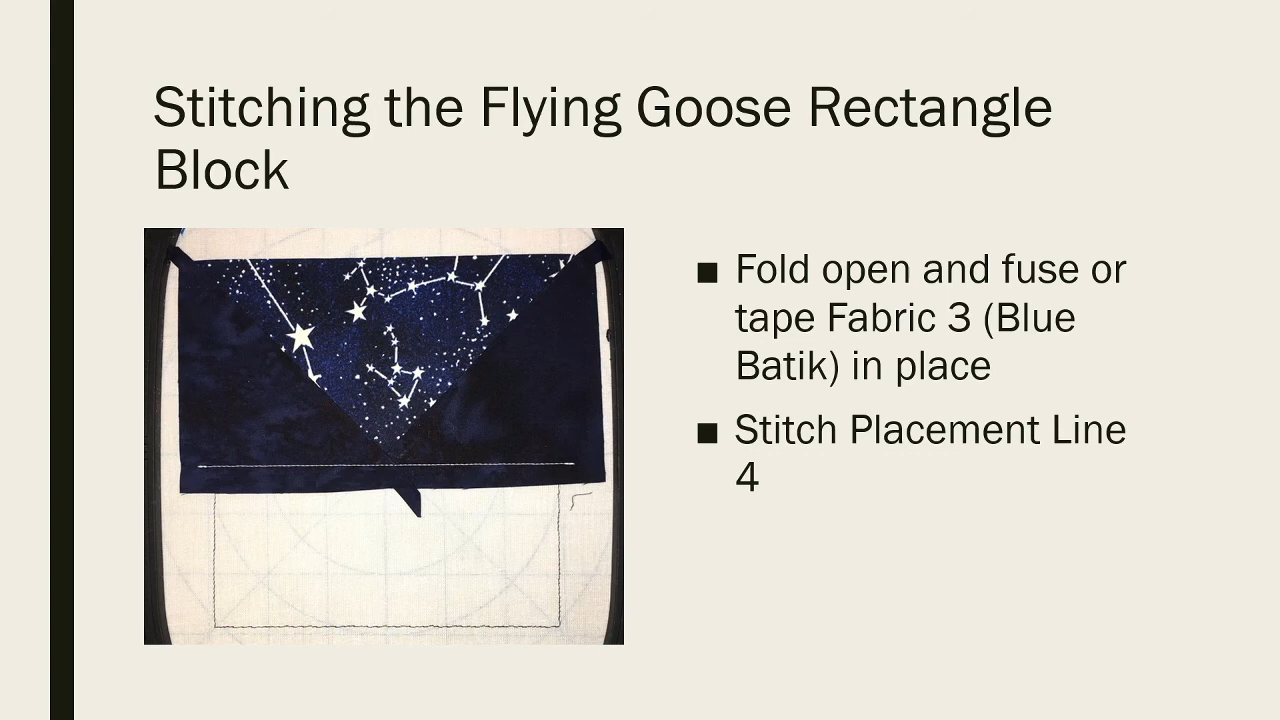 Stitching the Flying Goose Rectangle
Block
■ Fold open and fuse or
tape Fabric 3 (Blue
Batik) in place
■ Stitch Placement Line
4